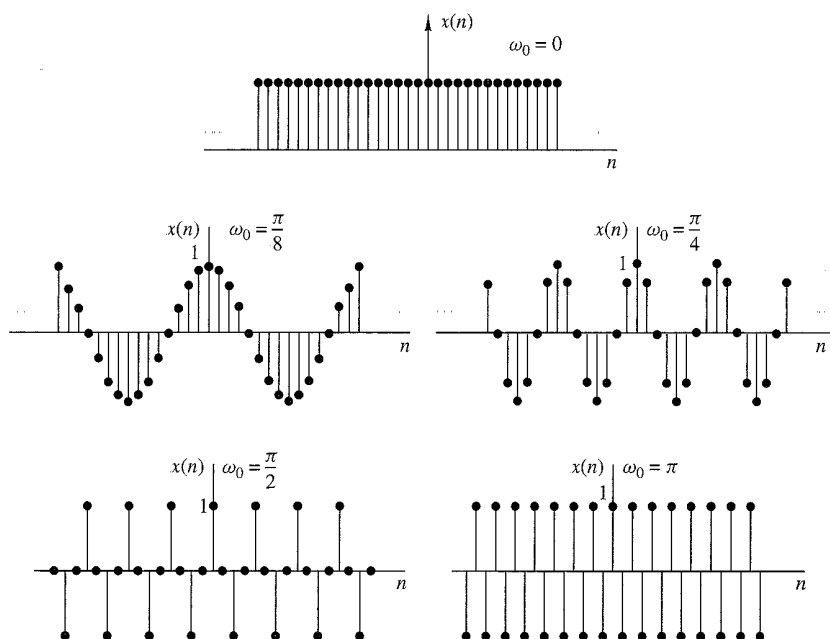 x(n)
ω₀ = 0
n
x(n) ω₀ = π/8
1
n
x(n) ω₀ = π/4
1
n
x(n) ω₀ = π/2
1
n
x(n) ω₀ = π
1
n